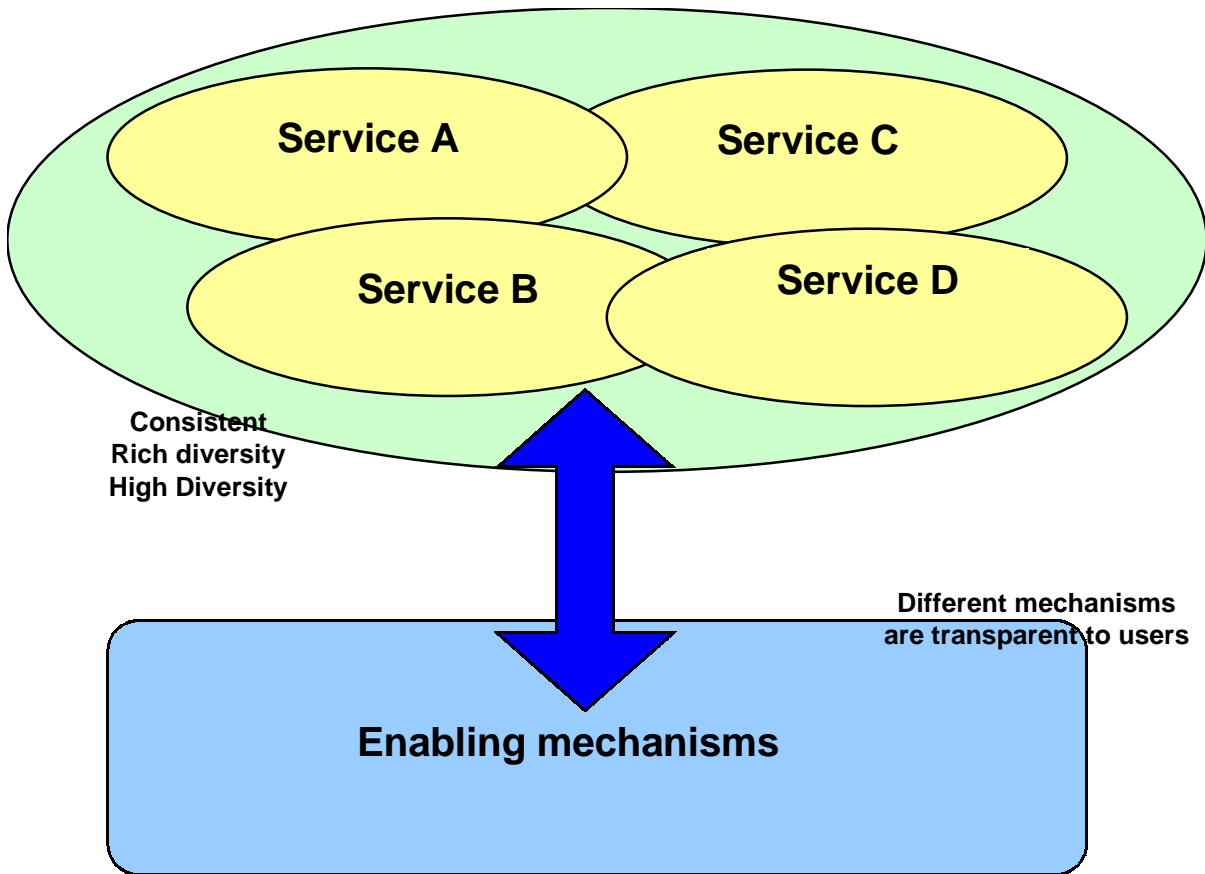 Service A
Service C
Service B
Service D
Consistent
Rich diversity
High Diversity
Different mechanisms
are transparent to users
Enabling mechanisms